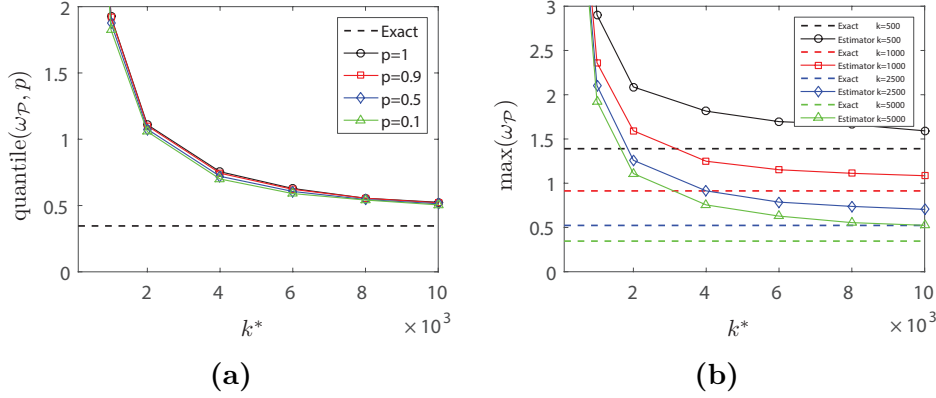 quantile(ω_P, p)
2
1.5
1
0.5
0
2
4
6
8
10
k*
× 10³
Exact
p=1
p=0.9
p=0.5
p=0.1
(a)
max(ω_P)
3
2.5
2
1.5
1
0.5
0
2
4
6
8
10
k*
× 10³
Exact k=500
Estimator k=500
Exact k=1000
Estimator k=1000
Exact k=2500
Estimator k=2500
Exact k=5000
Estimator k=5000
(b)